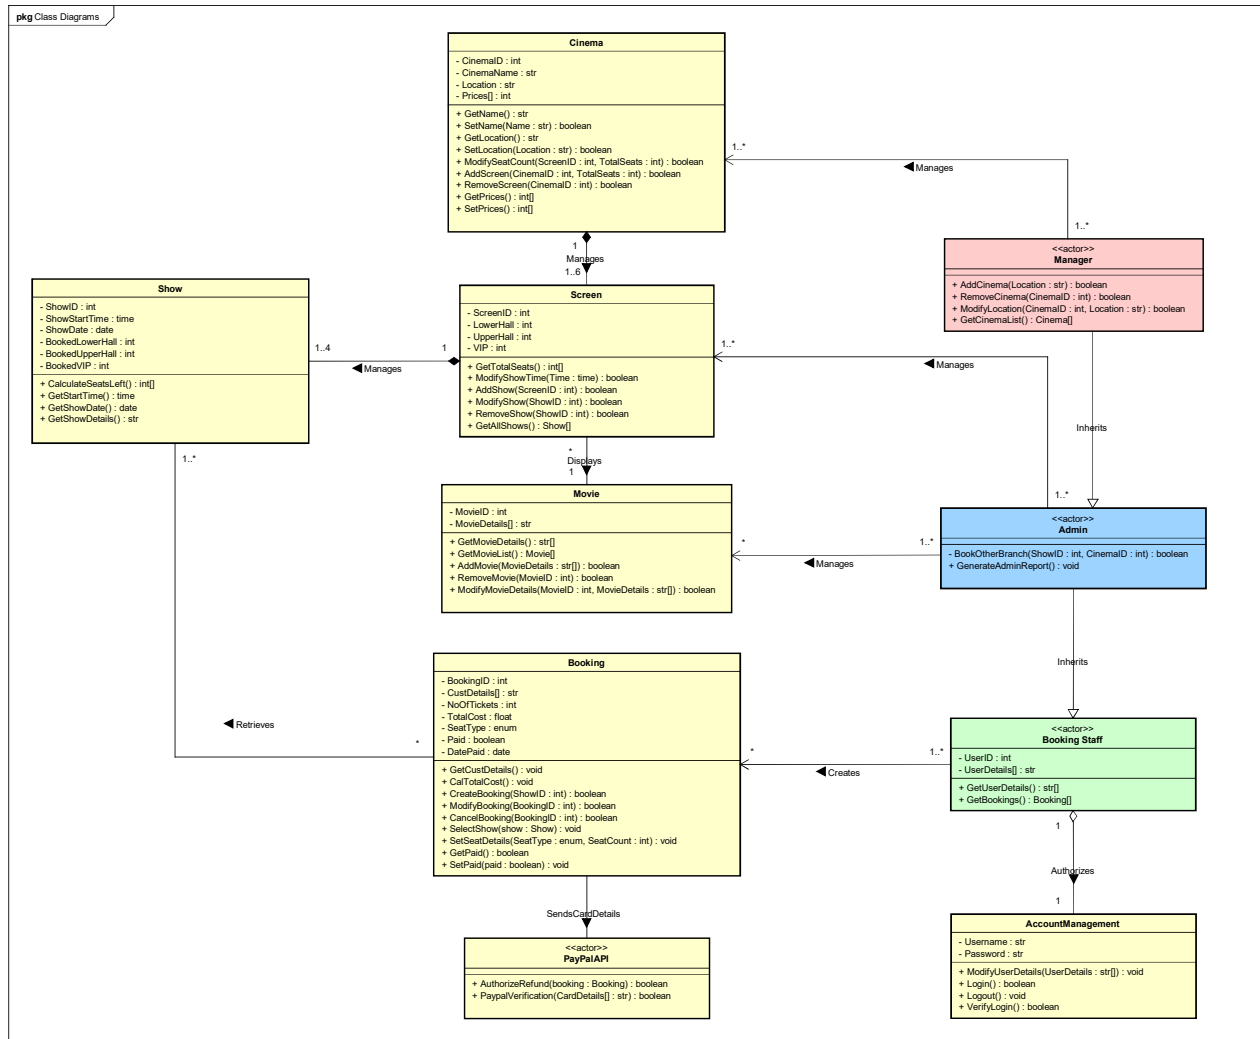 pkg Class Diagrams
Cinema
- CinemaID : int
- CinemaName : str
- Location : str
- Prices[] : int
+ GetName() : str
+ SetName(Name : str) : boolean
+ GetLocation() : str
+ SetLocation(Location : str) : boolean
+ ModifySeatCount(ScreenID : int, TotalSeats : int) : boolean
+ AddScreen(CinemaID : int, TotalSeats : int) : boolean
+ RemoveScreen(CinemaID : int) : boolean
+ GetPrices() : int[]
+ SetPrices() : int[]
1..*
Manages
1..*
1
Manages
1..6
<<actor>>
Manager
+ AddCinema(Location : str) : boolean
+ RemoveCinema(CinemaID : int) : boolean
+ ModifyLocation(CinemaID : int, Location : str) : boolean
+ GetCinemaList() : Cinema[]
Show
- ShowID : int
- ShowStartTime : time
- ShowDate : date
- BookedLowerHall : int
- BookedUpperHall : int
- BookedVIP : int
+ CalculateSeatsLeft() : int[]
+ GetStartTime() : time
+ GetShowDate() : date
+ GetShowDetails() : str
1..4
1
Manages
Screen
- ScreenID : int
- LowerHall : int
- UpperHall : int
- VIP : int
+ GetTotalSeats() : int[]
+ ModifyShowTime(Time : time) : boolean
+ AddShow(ScreenID : int) : boolean
+ ModifyShow(ShowID : int) : boolean
+ RemoveShow(ShowID : int) : boolean
+ GetAllShows() : Show[]
1..*
Manages
1..*
Inherits
1..*
*
Displays
1
Movie
- MovieID : int
- MovieDetails[] : str
+ GetMovieDetails() : str[]
+ GetMovieList() : Movie[]
+ AddMovie(MovieDetails : str[]) : boolean
+ RemoveMovie(MovieID : int) : boolean
+ ModifyMovieDetails(MovieID : int, MovieDetails : str[]) : boolean
*
1..*
Manages
<<actor>>
Admin
- BookOtherBranch(ShowID : int, CinemaID : int) : boolean
+ GenerateAdminReport() : void
Inherits
Booking
- BookingID : int
- CustDetails[] : str
- NoOfTickets : int
- TotalCost : float
- SeatType : enum
- Paid : boolean
- DatePaid : date
+ GetCustDetails() : void
+ CalTotalCost() : void
+ CreateBooking(ShowID : int) : boolean
+ ModifyBooking(BookingID : int) : boolean
+ CancelBooking(BookingID : int) : boolean
+ SelectShow(show : Show) : void
+ SetSeatDetails(SeatType : enum, SeatCount : int) : void
+ GetPaid() : boolean
+ SetPaid(paid : boolean) : void
Retrieves
*
*
1..*
Creates
<<actor>>
Booking Staff
- UserID : int
- UserDetails[] : str
+ GetUserDetails() : str[]
+ GetBookings() : Booking[]
1
Authorizes
1
SendsCardDetails
<<actor>>
PayPalAPI
+ AuthorizeRefund(booking : Booking) : boolean
+ PaypalVerification(CardDetails[] : str) : boolean
AccountManagement
- Username : str
- Password : str
+ ModifyUserDetails(UserDetails : str[]) : void
+ Login() : boolean
+ Logout() : void
+ VerifyLogin() : boolean